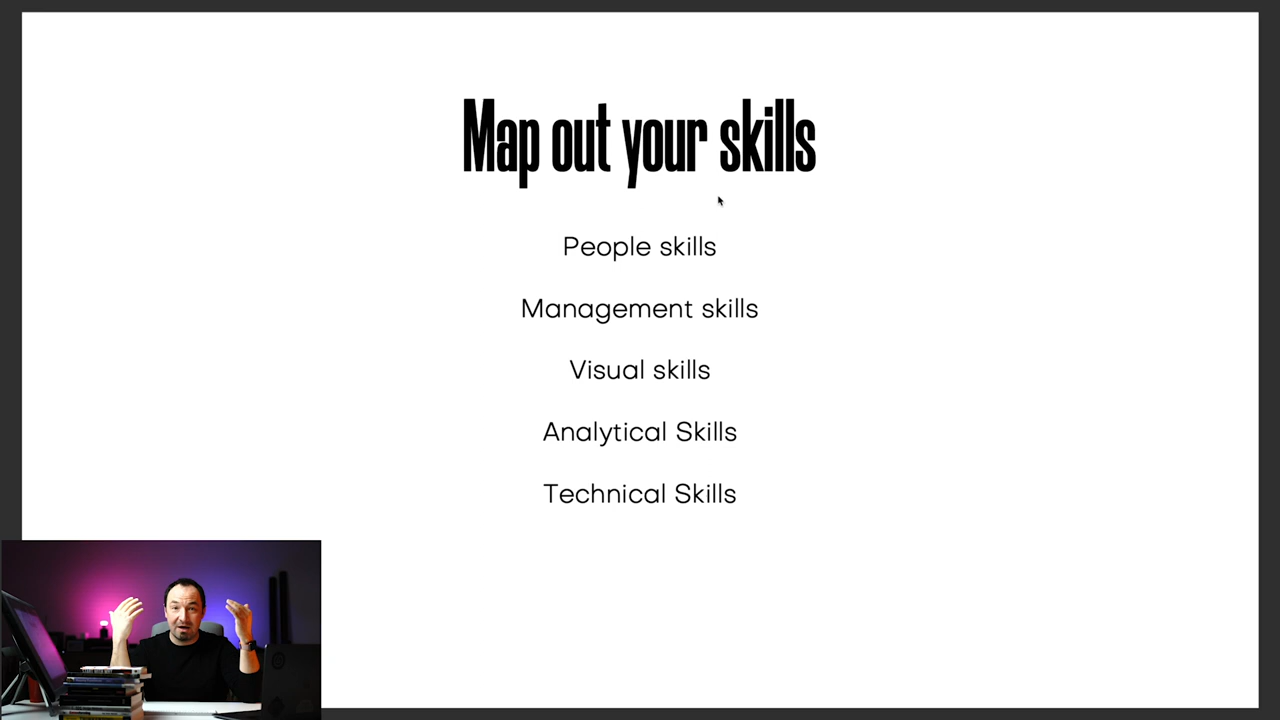 Map out your skills
People skills
Management skills
Visual skills
Analytical Skills
Technical Skills